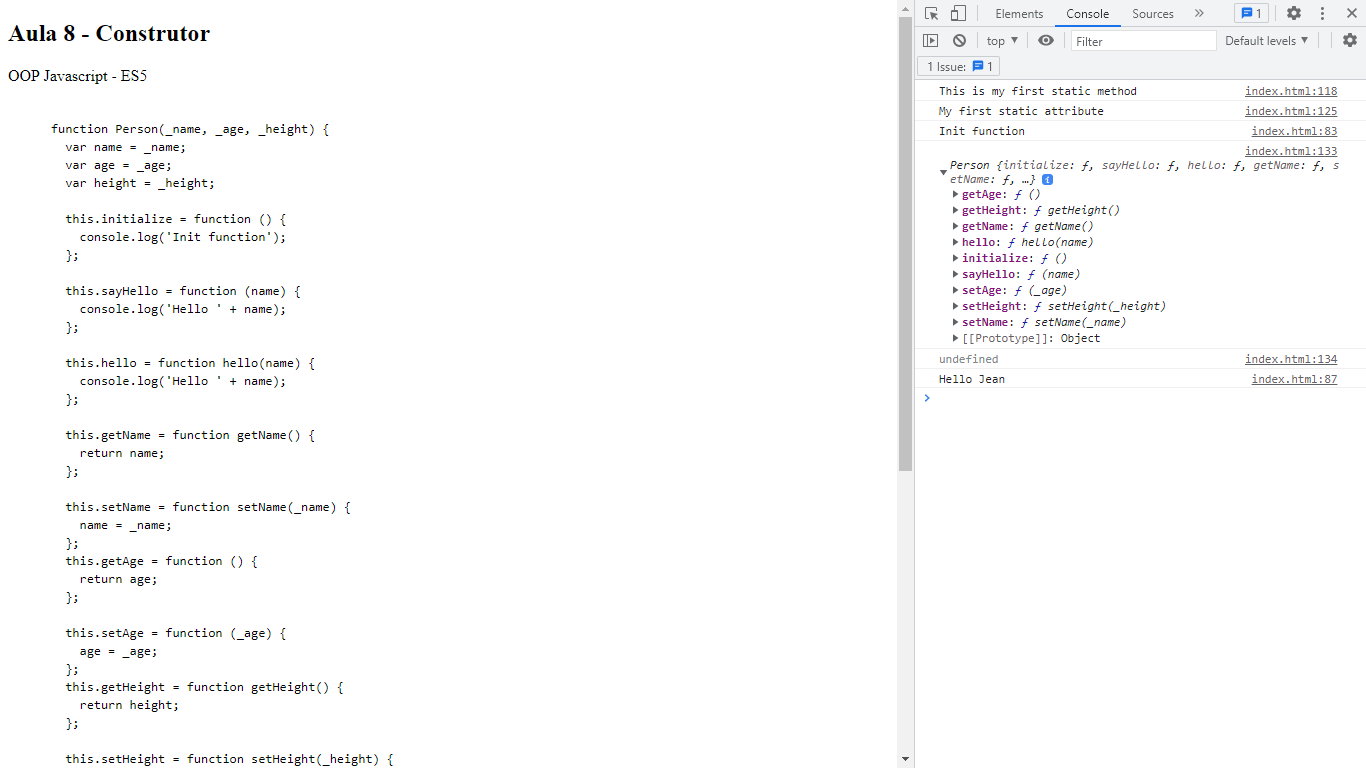 Aula 8 - Construtor
OOP Javascript - ES5
function Person(_name, _age, _height) {
  var name = _name;
  var age = _age;
  var height = _height;

  this.initialize = function () {
    console.log('Init function');
  };

  this.sayHello = function (name) {
    console.log('Hello ' + name);
  };

  this.hello = function hello(name) {
    console.log('Hello ' + name);
  };

  this.getName = function getName() {
    return name;
  };

  this.setName = function setName(_name) {
    name = _name;
  };
  this.getAge = function () {
    return age;
  };

  this.setAge = function (_age) {
    age = _age;
  };
  this.getHeight = function getHeight() {
    return height;
  };

  this.setHeight = function setHeight(_height) {
Elements Console Sources » 1
top ▼ Filter Default levels ▼
1 Issue: 1
This is my first static method index.html:118
My first static attribute index.html:125
Init function index.html:83
index.html:133
Person {initialize: ƒ, sayHello: ƒ, hello: ƒ, getName: ƒ, s
etName: ƒ, …} i
getAge: ƒ ()
getHeight: ƒ getHeight()
getName: ƒ getName()
hello: ƒ hello(name)
initialize: ƒ ()
sayHello: ƒ (name)
setAge: ƒ (_age)
setHeight: ƒ setHeight(_height)
setName: ƒ setName(_name)
[[Prototype]]: Object
undefined index.html:134
Hello Jean index.html:87